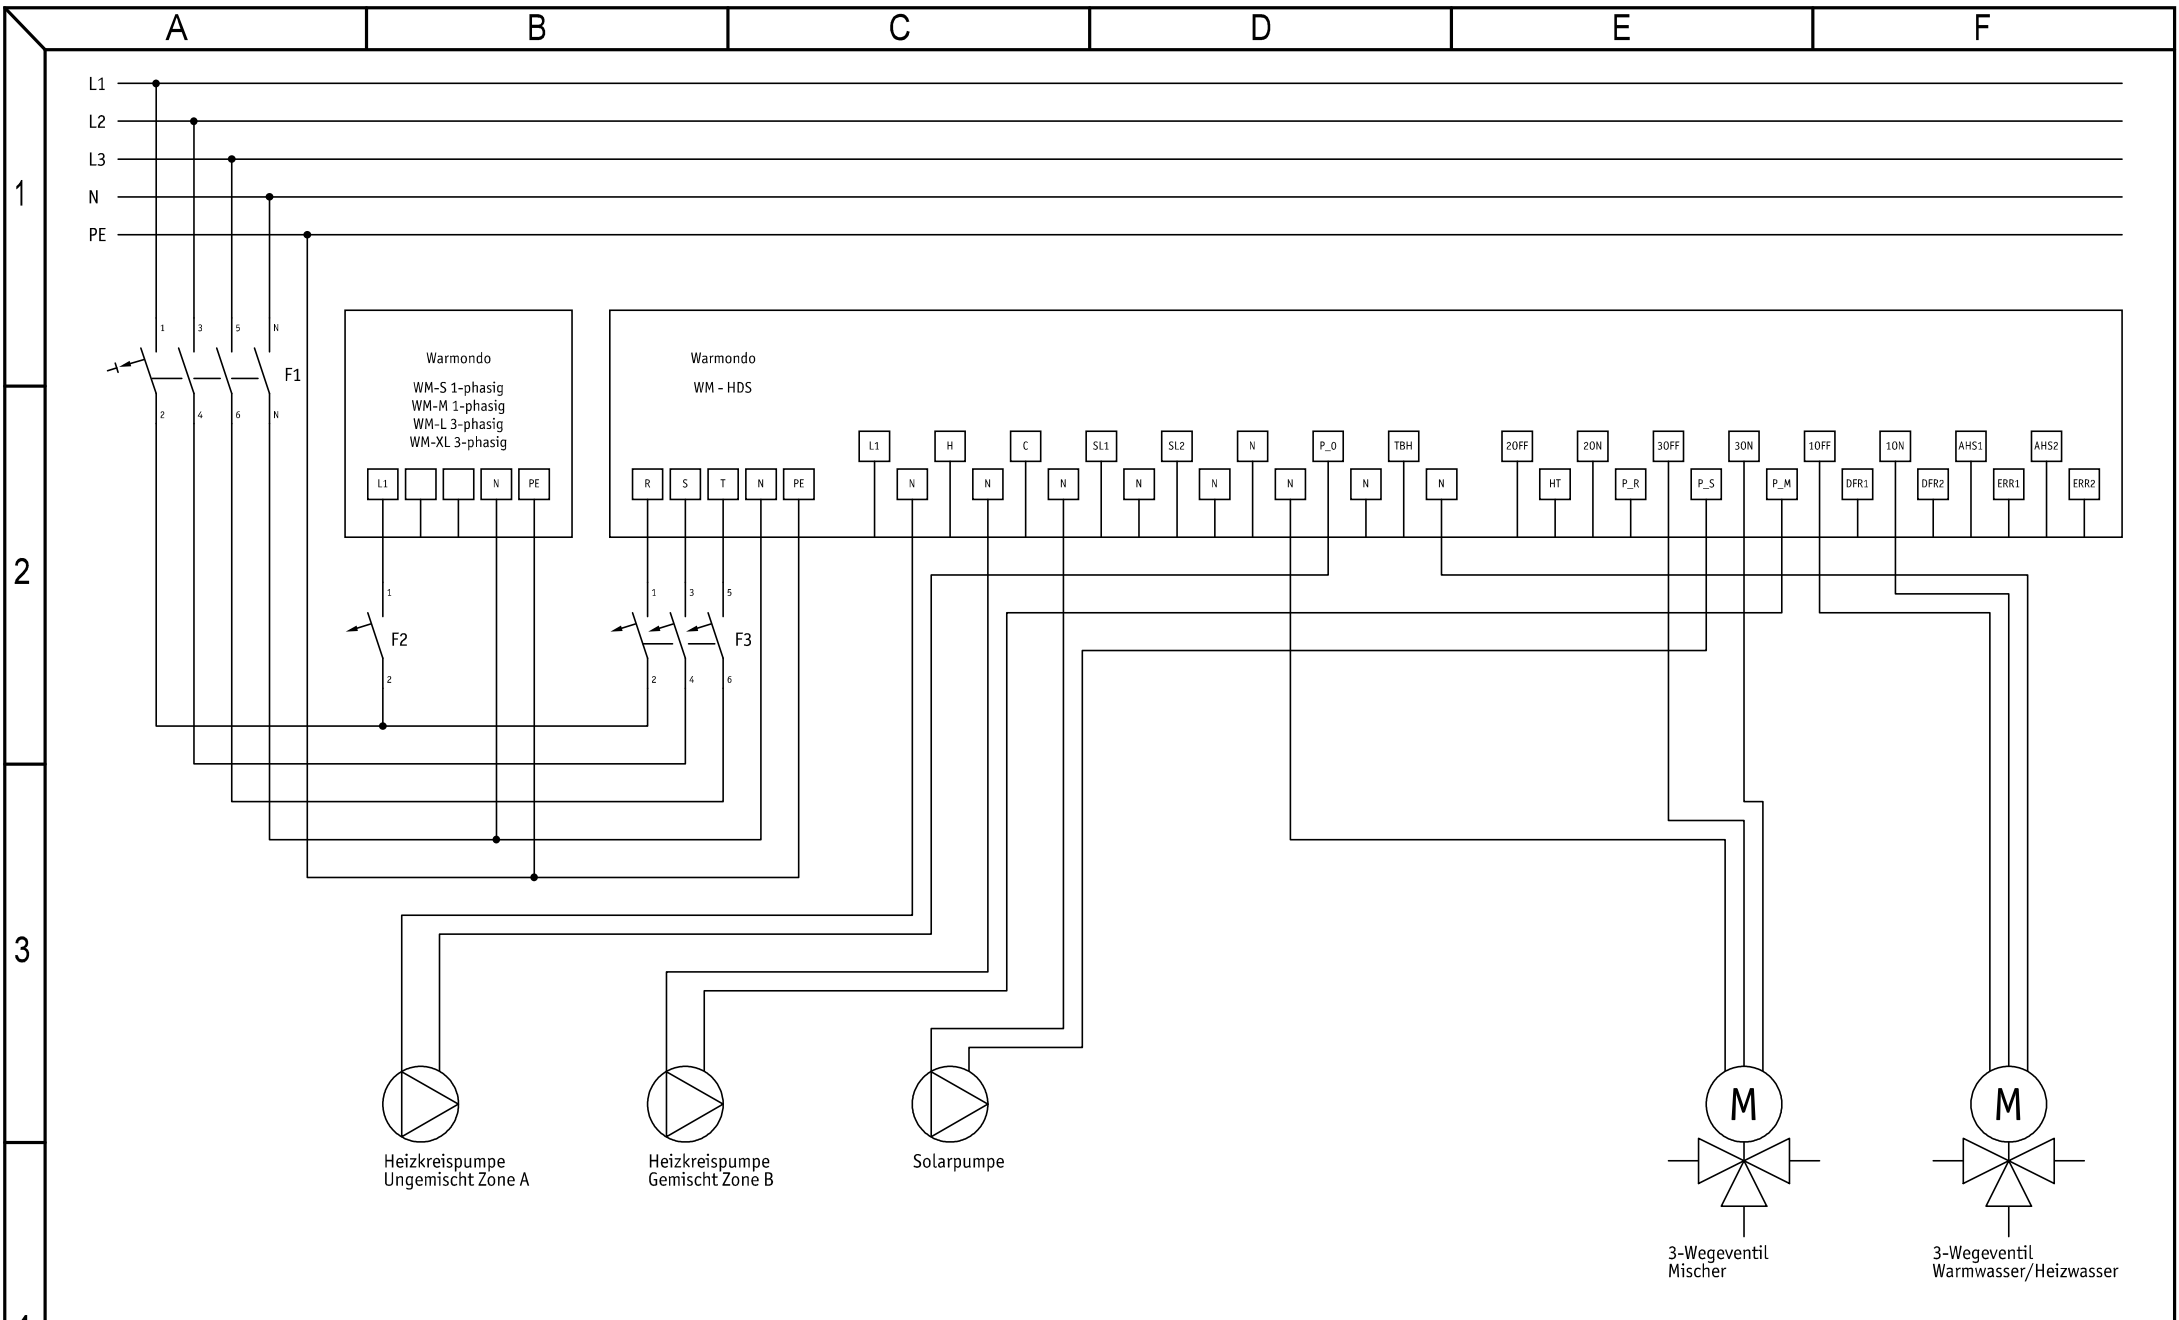 A B C D E F
L1
L2
L3
N
PE
1
1 3 5 N
F1
2 4 6 N
Warmondo
WM-S 1-phasig
WM-M 1-phasig
WM-L 3-phasig
WM-XL 3-phasig
L1 N PE
Warmondo
WM - HDS
L1 H C SL1 SL2 N P_O TBH 2OFF 2ON 3OFF 3ON 1OFF 1ON AHS1 AHS2
R S T N PE N N N N N N N N HT P_R P_S P_M DFR1 DFR2 ERR1 ERR2
2
1
F2
2
1 3 5
F3
2 4 6
3
M M
Heizkreispumpe
Ungemischt Zone A
Heizkreispumpe
Gemischt Zone B
Solarpumpe
3-Wegeventil
Mischer
3-Wegeventil
Warmwasser/Heizwasser